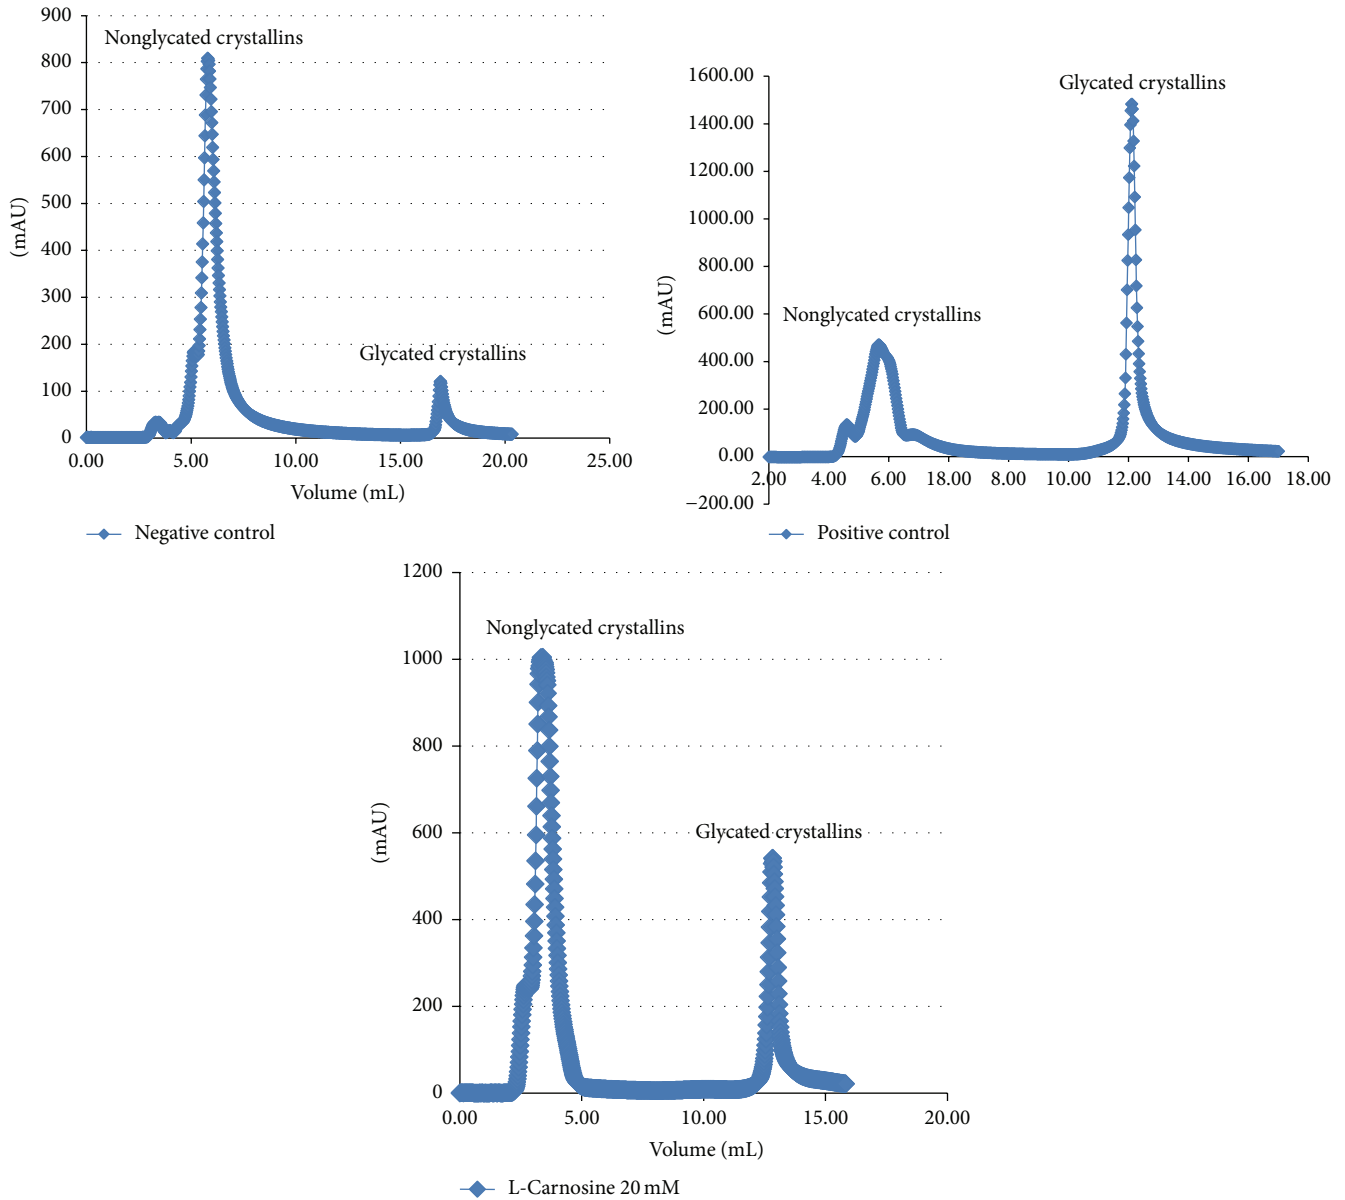 900
800
700
600
500
400
300
200
100
0
(mAU)
Nonglycated crystallins
Glycated crystallins
0.00 5.00 10.00 15.00 20.00 25.00
Volume (mL)
Negative control
1600.00
1400.00
1200.00
1000.00
800.00
600.00
400.00
200.00
0.00
−200.00
(mAU)
Glycated crystallins
Nonglycated crystallins
2.00 4.00 6.00 18.00 8.00 10.00 12.00 14.00 16.00 18.00
Positive control
1200
1000
800
600
400
200
0
(mAU)
Nonglycated crystallins
Glycated crystallins
0.00 5.00 10.00 15.00 20.00
Volume (mL)
L-Carnosine 20 mM